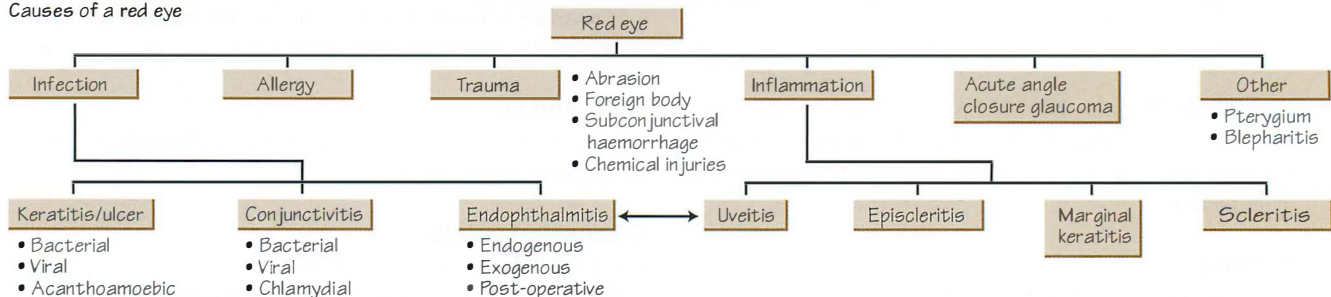 Causes of a red eye
Red eye
Infection
Allergy
Trauma
• Abrasion
• Foreign body
• Subconjunctival
haemorrhage
• Chemical injuries
Inflammation
Acute angle
closure glaucoma
Other
• Pterygium
• Blepharitis
Keratitis/ulcer
• Bacterial
• Viral
• Acanthoamoebic
Conjunctivitis
• Bacterial
• Viral
• Chlamydial
Endophthalmitis
• Endogenous
• Exogenous
• Post-operative
Uveitis
Episcleritis
Marginal
keratitis
Scleritis